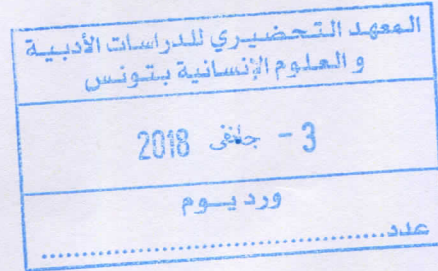 المعهد التحضيري للدراسات الأدبية
و العلوم الإنسانية بتونس
3 - جانفي 2018
ورد يوم
عدد........................